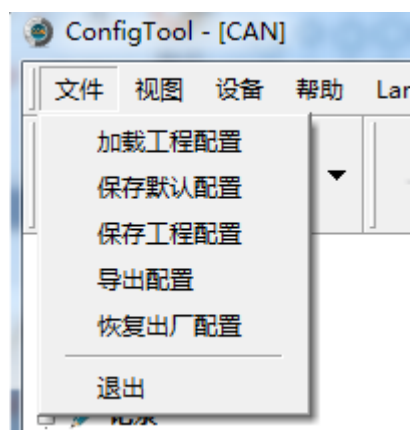 ConfigTool - [CAN]
文件 视图 设备 帮助
加载工程配置
保存默认配置
保存工程配置
导出配置
恢复出厂配置
退出